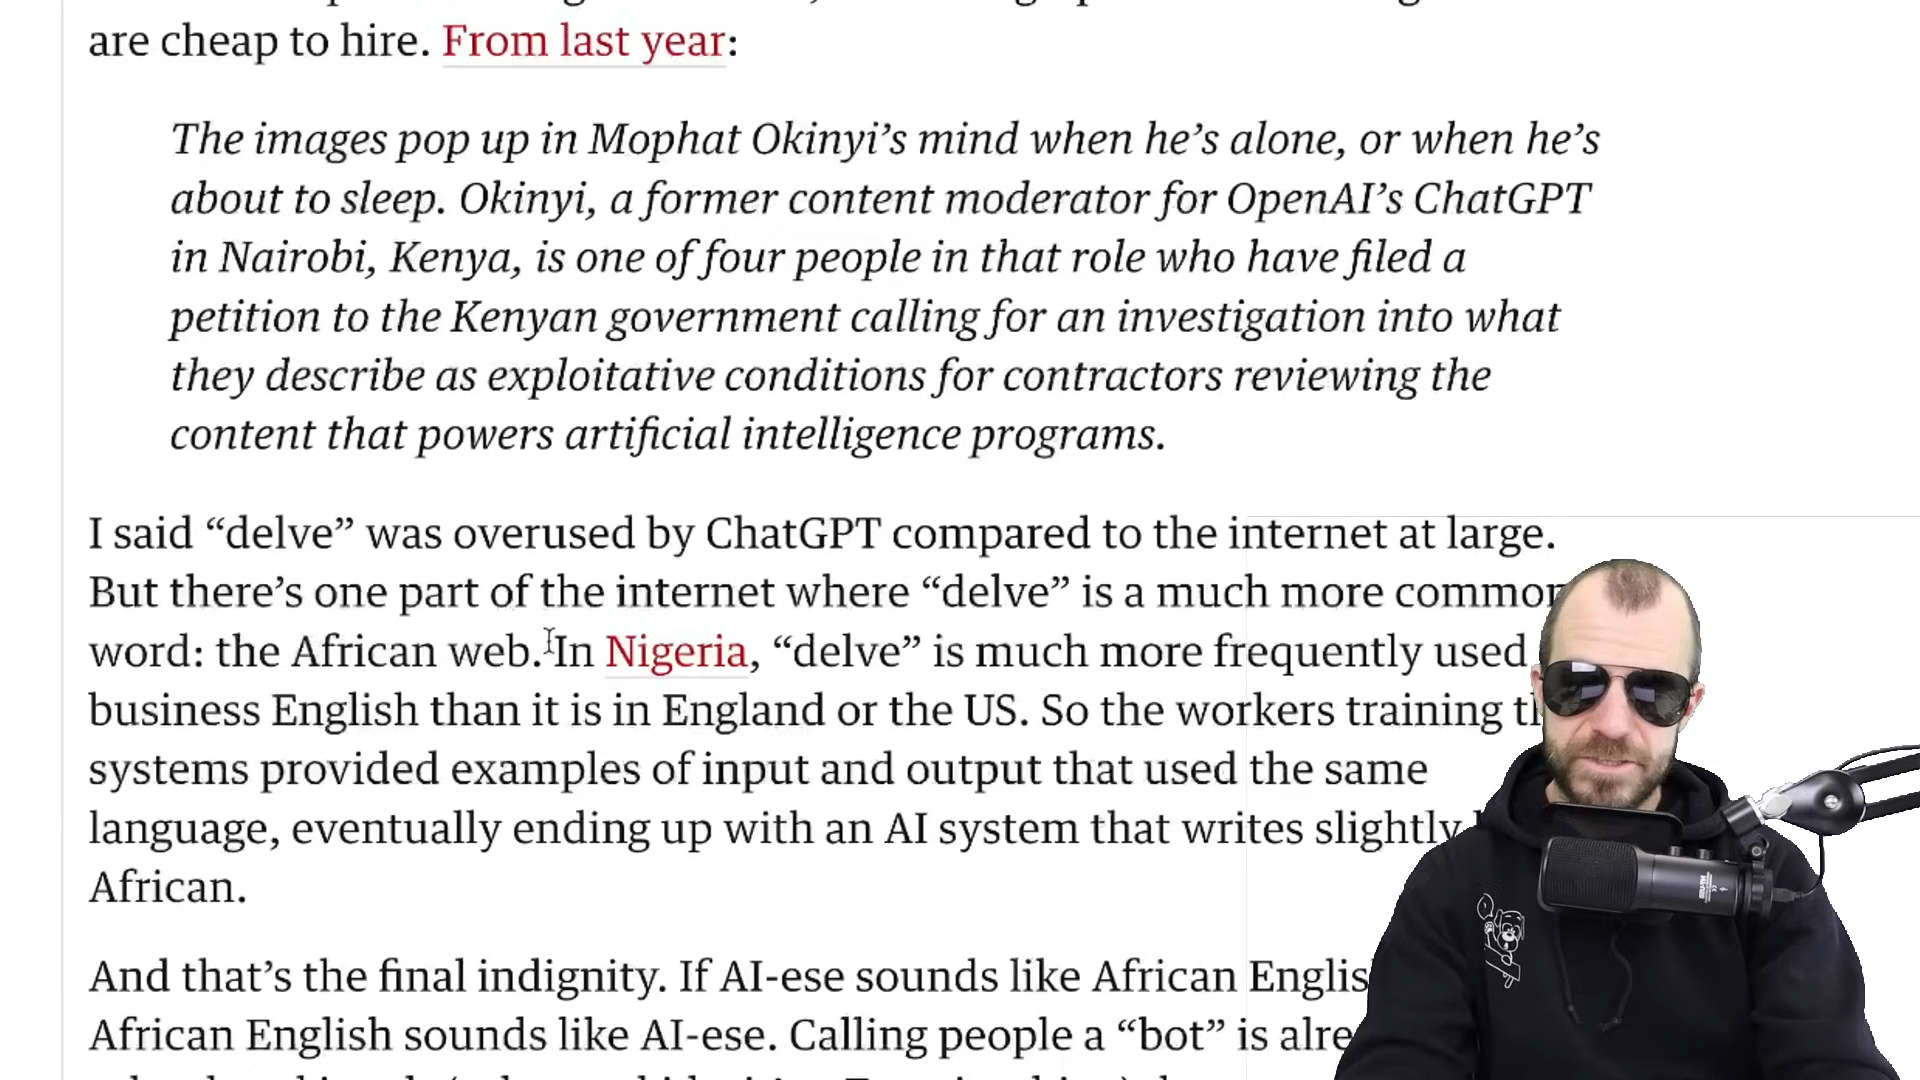 are cheap to hire. From last year:
The images pop up in Mophat Okinyi’s mind when he’s alone, or when he’s
about to sleep. Okinyi, a former content moderator for OpenAI’s ChatGPT
in Nairobi, Kenya, is one of four people in that role who have filed a
petition to the Kenyan government calling for an investigation into what
they describe as exploitative conditions for contractors reviewing the
content that powers artificial intelligence programs.
I said “delve” was overused by ChatGPT compared to the internet at large.
But there’s one part of the internet where “delve” is a much more common
word: the African web. In Nigeria, “delve” is much more frequently used
business English than it is in England or the US. So the workers training
systems provided examples of input and output that used the same
language, eventually ending up with an AI system that writes slightly
African.
And that’s the final indignity. If AI-ese sounds like African
African English sounds like AI-ese. Calling people a “bot” is